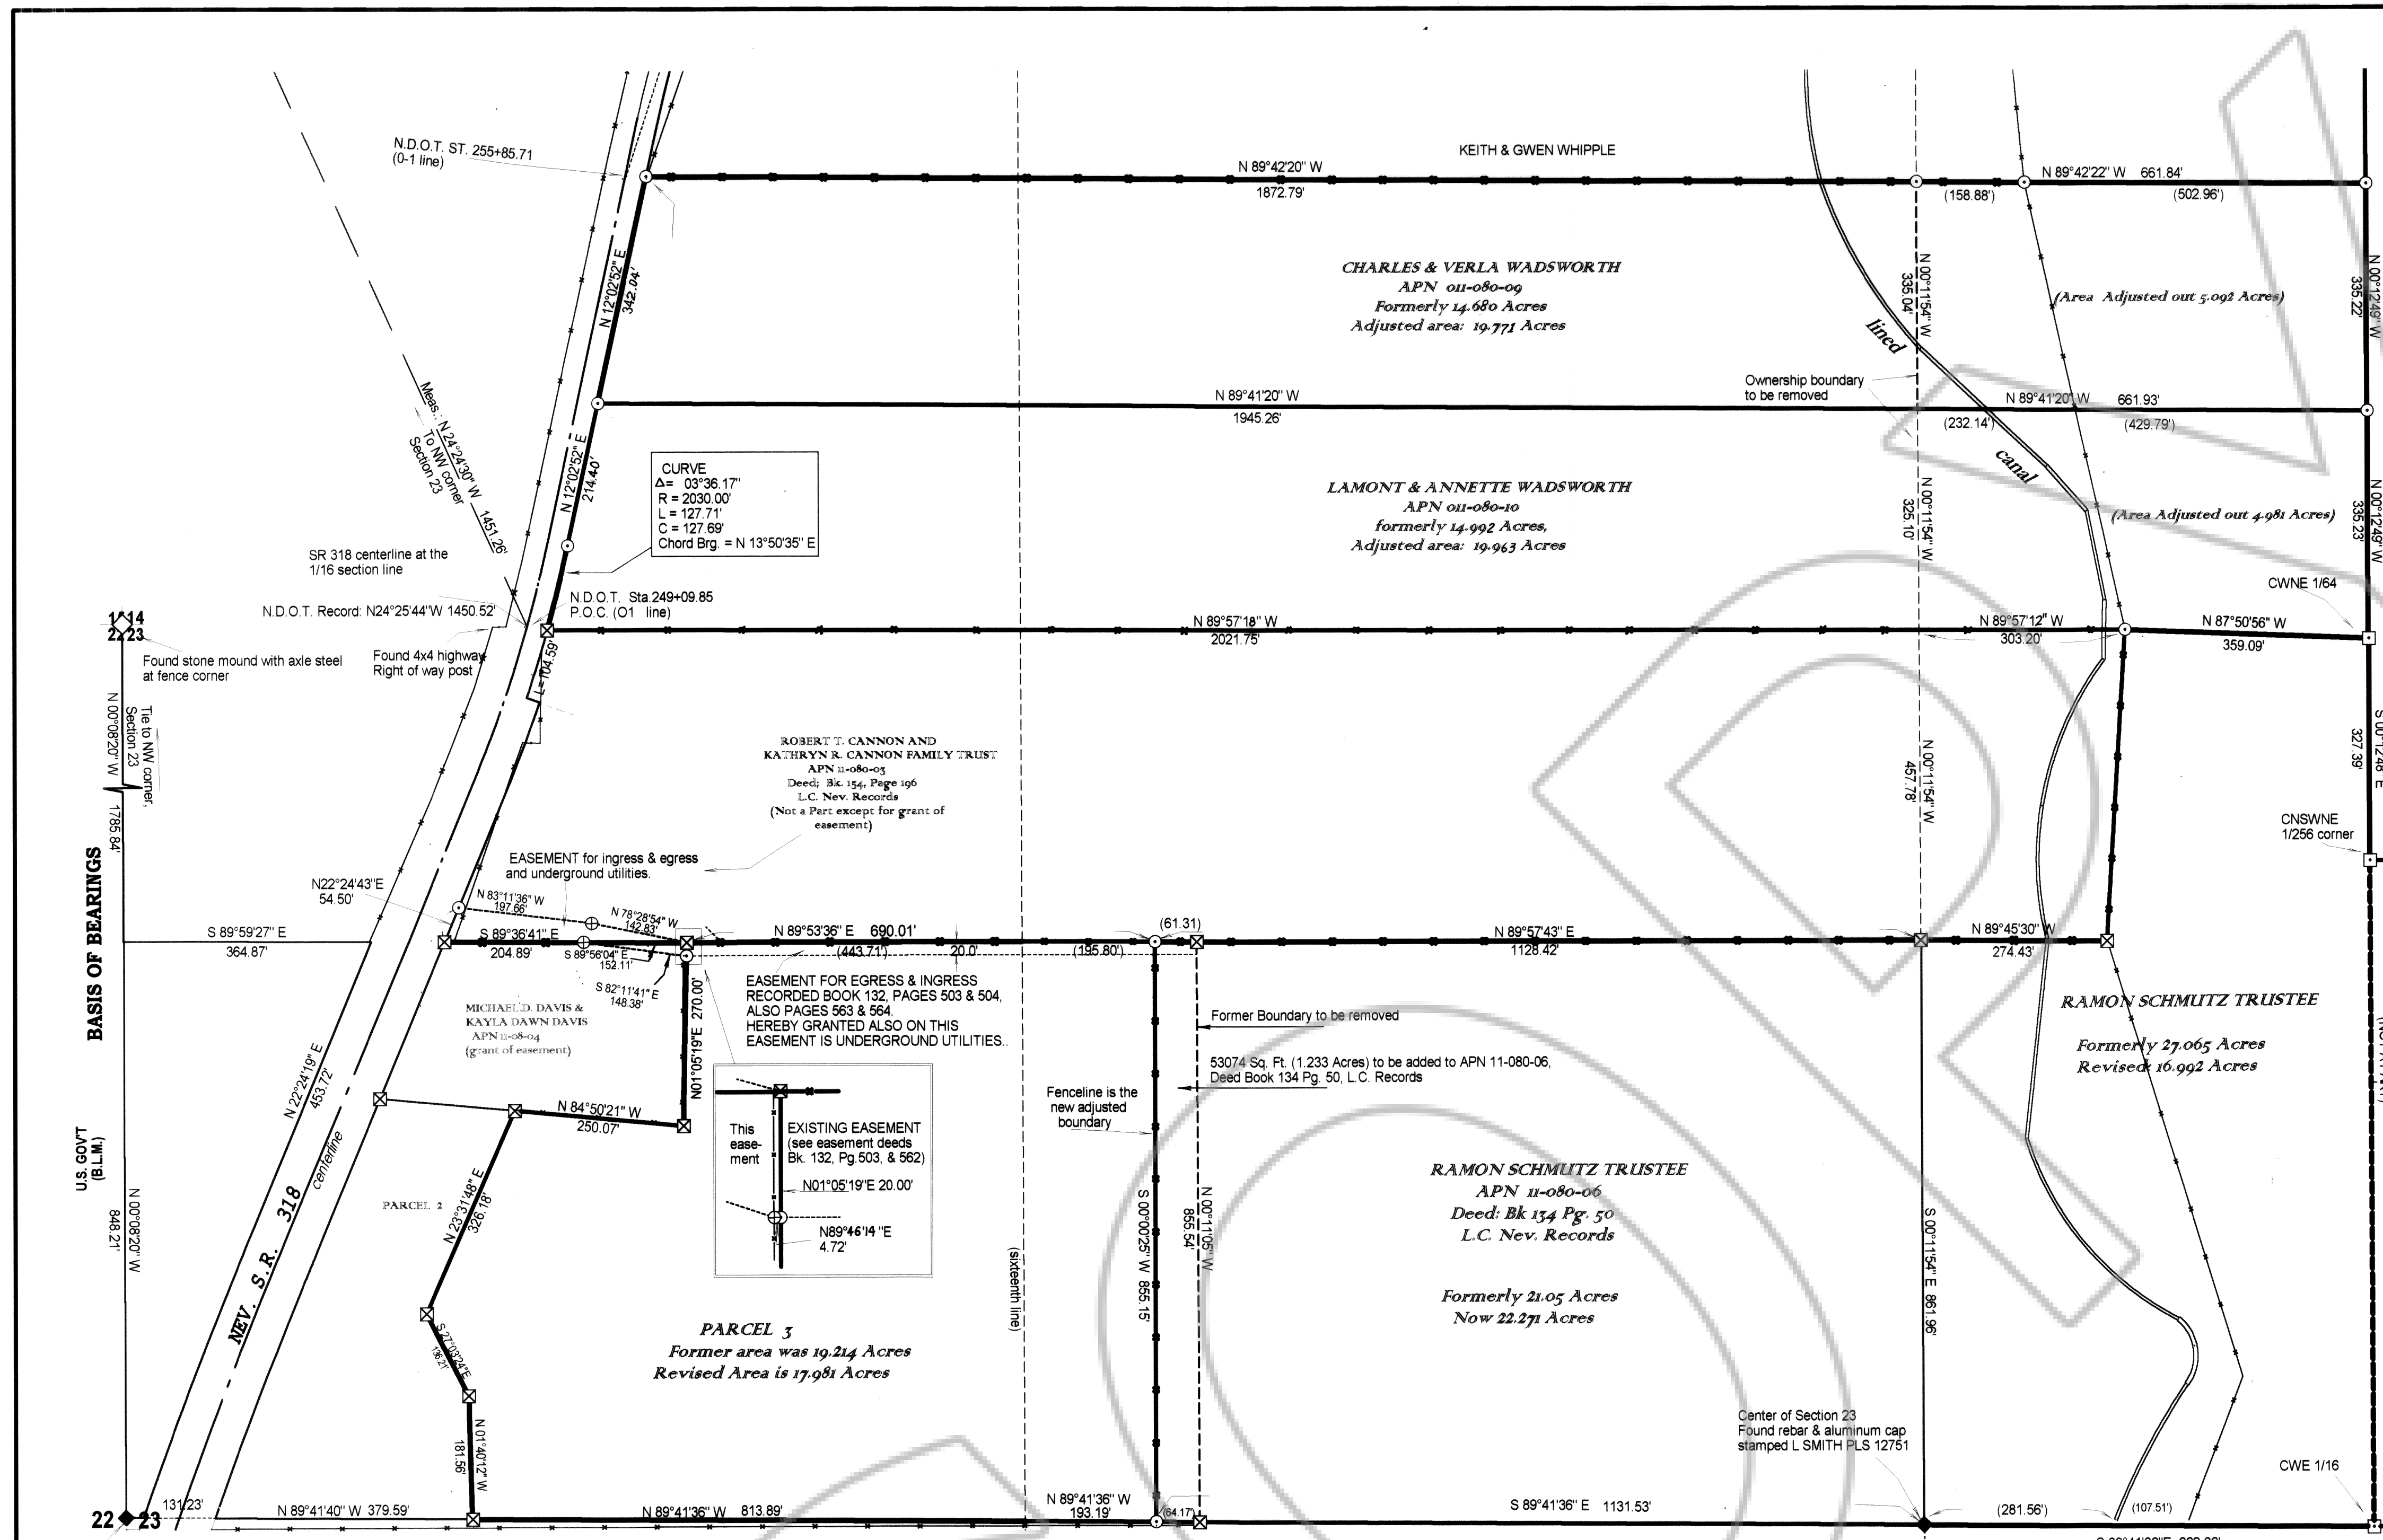 KEITH & GWEN WHIPPLE
N.D.O.T. ST. 255+85.71
(0-1 line)
N 89°42'20" W
1872.79'
N 89°42'22" W 661.84'
(158.88')
(502.96')
N 12°02'52" E
342.04'
CHARLES & VERLA WADSWORTH
APN 011-080-09
Formerly 14.680 Acres
Adjusted area: 19.771 Acres
N 00°11'54" W
335.04'
(Area Adjusted out 5.092 Acres)
N 00°12'49" W
335.22'
lined
canal
Ownership boundary
to be removed
N 89°41'20" W
1945.26'
N 89°41'20" W 661.93'
(232.14')
(429.79')
Meas.: N 24°24'30" W 1451.26'
To NW corner
Section 23
N 12°02'52" E
214.40'
CURVE
Δ= 03°36.17"
R = 2030.00'
L = 127.71'
C = 127.69'
Chord Brg. = N 13°50'35" E
LAMONT & ANNETTE WADSWORTH
APN 011-080-10
formerly 14.992 Acres,
Adjusted area: 19.963 Acres
N 00°11'54" W
325.10'
(Area Adjusted out 4.981 Acres)
N 00°12'49" W
335.23'
SR 318 centerline at the
1/16 section line
N.D.O.T. Record: N24°25'44"W 1450.52'
N.D.O.T. Sta.249+09.85
P.O.C. (O1 line)
CWNE 1/64
22 23
Found stone mound with axle steel
at fence corner
Found 4x4 highway
Right of way post
L= 104.59'
N 89°57'18" W
2021.75'
N 89°57'12" W
303.20'
N 87°50'56" W
359.09'
Tie to NW corner,
Section 23
N 00°08'20" W 1785.84'
ROBERT T. CANNON AND
KATHRYN R. CANNON FAMILY TRUST
APN 11-080-03
Deed; Bk. 154, Page 196
L.C. Nev. Records
(Not a Part except for grant of
easement)
N 00°11'54" W
457.78'
S 00°12'48" E
327.39'
CNSWNE
1/256 corner
BASIS OF BEARINGS
EASEMENT for ingress & egress
and underground utilities.
N22°24'43"E
54.50'
N 83°11'36" W
197.66'
N 78°28'54" W
142.83'
S 89°59'27" E
364.87'
S 89°36'41" E
204.89'
S 89°56'04" E
152.11'
S 82°11'41" E
148.38'
N 89°53'36" E 690.01'
(443.71')
20.0'
(195.80')
(61.31)
N 89°57'43" E
1128.42'
N 89°45'30" W
274.43'
MICHAEL D. DAVIS &
KAYLA DAWN DAVIS
APN 11-08-04
(grant of easement)
N01°05'19"E 270.00'
EASEMENT FOR EGRESS & INGRESS
RECORDED BOOK 132, PAGES 503 & 504,
ALSO PAGES 563 & 564.
HEREBY GRANTED ALSO ON THIS
EASEMENT IS UNDERGROUND UTILITIES..
Former Boundary to be removed
53074 Sq. Ft. (1.233 Acres) to be added to APN 11-080-06,
Deed Book 134 Pg. 50, L.C. Records
Fenceline is the
new adjusted
boundary
RAMON SCHMUTZ TRUSTEE
Formerly 27.065 Acres
Revised: 16.992 Acres
N 22°24'19" E
453.72'
N 84°50'21" W
250.07'
This
ease-
ment
EXISTING EASEMENT
(see easement deeds
Bk. 132, Pg.503, & 562)
N01°05'19"E 20.00'
N89°46'14 "E
4.72'
U.S. GOV'T
(B.L.M.)
N 00°08'20" W
848.21'
centerline
NEV. S.R. 318
PARCEL 2
N 23°31'48" E
326.18'
S 27°03'24"E
136.21'
N 01°40'12" W
181.56'
(sixteenth line)
S 00°00'25" W 855.15'
N 00°11'05" W
855.54'
RAMON SCHMUTZ TRUSTEE
APN 11-080-06
Deed: Bk 134 Pg. 50
L.C. Nev. Records
Formerly 21.05 Acres
Now 22.271 Acres
S 00°11'54" E 861.96'
PARCEL 3
Former area was 19.214 Acres
Revised Area is 17.981 Acres
Center of Section 23
Found rebar & aluminum cap
stamped L SMITH PLS 12751
CWE 1/16
22 23
131.23'
N 89°41'40" W 379.59'
N 89°41'36" W 813.89'
N 89°41'36" W
193.19'
(64.17')
S 89°41'36" E 1131.53'
(281.56')
(107.51')